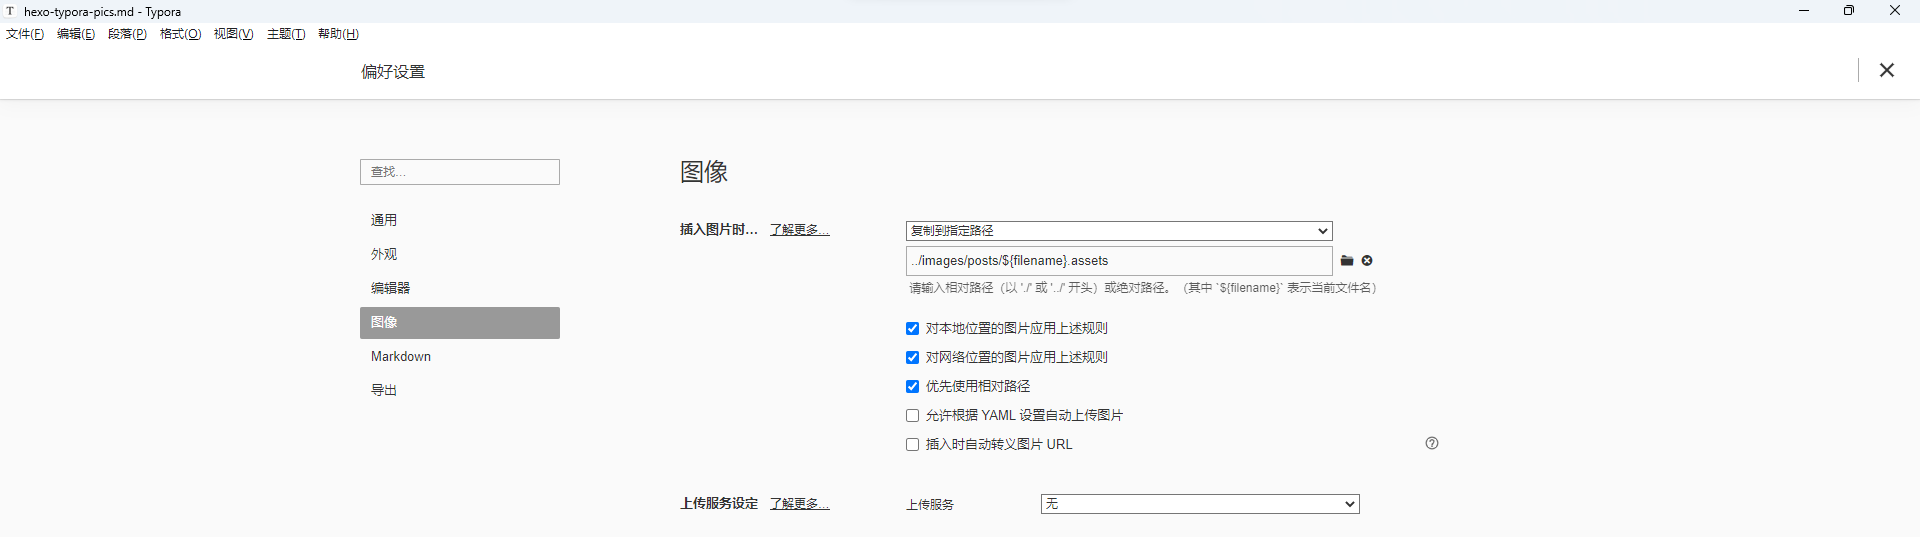 T hexo-typora-pics.md - Typora
文件(F) 编辑(E) 段落(P) 格式(O) 视图(V) 主题(T) 帮助(H)
偏好设置
查找...
通用
外观
编辑器
图像
Markdown
导出
图像
插入图片时... 了解更多...
复制到指定路径
../images/posts/${filename}.assets
请输入相对路径（以 './' 或 '../' 开头）或绝对路径。（其中 `${filename}` 表示当前文件名）
对本地位置的图片应用上述规则
对网络位置的图片应用上述规则
优先使用相对路径
允许根据 YAML 设置自动上传图片
插入时自动转义图片 URL
上传服务设定 了解更多...
上传服务 无